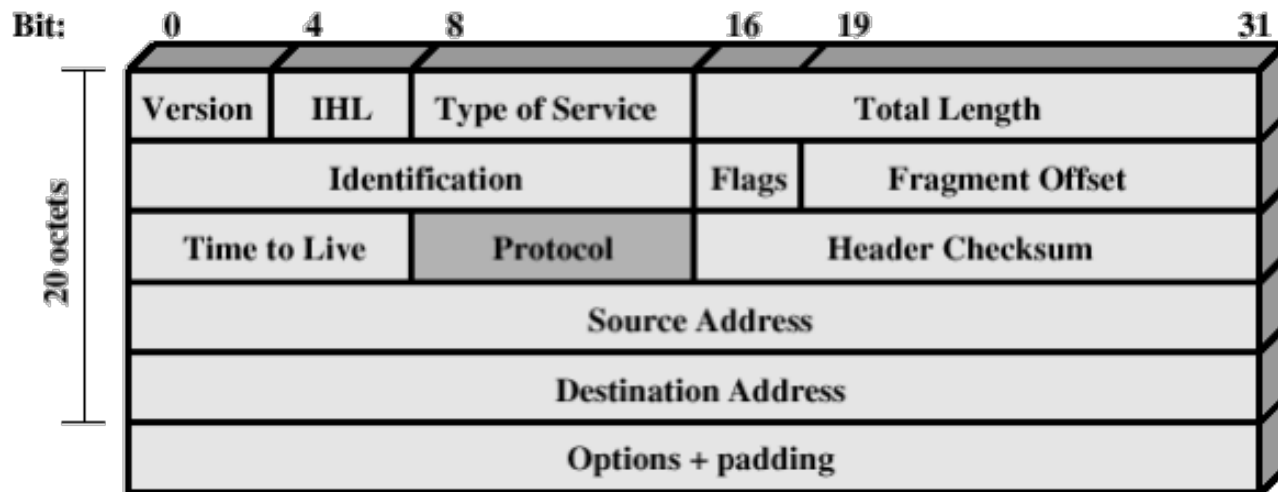 Bit: 0 4 8 16 19 31
Version IHL Type of Service Total Length
Identification Flags Fragment Offset
Time to Live Protocol Header Checksum
Source Address
Destination Address
Options + padding
20 octets